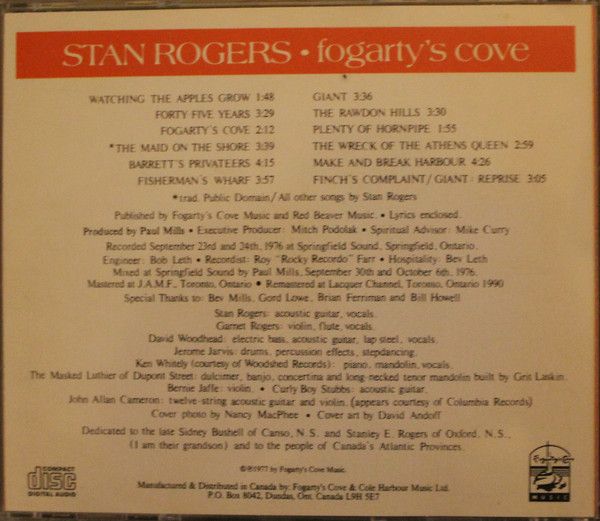 STAN ROGERS • fogarty's cove
WATCHING THE APPLES GROW 1:48
FORTY FIVE YEARS 3:29
FOGARTY'S COVE 2:12
*THE MAID ON THE SHORE 3:39
BARRETT'S PRIVATEERS 4:15
FISHERMAN'S WHARF 3:57
GIANT 3:36
THE RAWDON HILLS 3:30
PLENTY OF HORNPIPE 1:55
THE WRECK OF THE ATHENS QUEEN 2:59
MAKE AND BREAK HARBOUR 4:26
FINCH'S COMPLAINT/GIANT: REPRISE 3:05
*trad. Public Domain/All other songs by Stan Rogers
Published by Fogarty's Cove Music and Red Beaver Music. • Lyrics enclosed.
Produced by Paul Mills • Executive Producer: Mitch Podolak • Spiritual Advisor: Mike Curry
Recorded September 23rd and 24th, 1976 at Springfield Sound, Springfield, Ontario.
Engineer: Bob Leth • Recordist: Roy "Rocky Recordo" Farr • Hospitality: Bev Leth
Mixed at Springfield Sound by Paul Mills, September 30th and October 6th, 1976.
Mastered at J.A.M.F., Toronto, Ontario • Remastered at Lacquer Channel, Toronto, Ontario 1990
Special Thanks to: Bev Mills, Gord Lowe, Brian Ferriman and Bill Howell
Stan Rogers: acoustic guitar, vocals.
Garnet Rogers: violin, flute, vocals.
David Woodhead: electric bass, acoustic guitar, lap steel, vocals.
Jerome Jarvis: drums, percussion effects, stepdancing.
Ken Whitely (courtesy of Woodshed Records): piano, mandolin, vocals.
The Masked Luthier of Dupont Street: dulcimer, banjo, concertina and long-necked tenor mandolin built by Grit Laskin.
Bernie Jaffe: violin. • Curly Boy Stubbs: acoustic guitar.
John Allan Cameron: twelve-string acoustic guitar and violin. (appears courtesy of Columbia Records)
Cover photo by Nancy MacPhee • Cover art by David Andoff
Dedicated to the late Sidney Bushell of Canso, N.S. and Stanley E. Rogers of Oxford, N.S.,
(I am their grandson) and to the people of Canada's Atlantic Provinces.
©℗1977 by Fogarty's Cove Music.
Manufactured & Distributed in Canada by: Fogarty's Cove & Cole Harbour Music Ltd.
P.O. Box 8042, Dundas, Ont. Canada L9H 5E7
COMPACT
disc
DIGITAL AUDIO
MUSIC